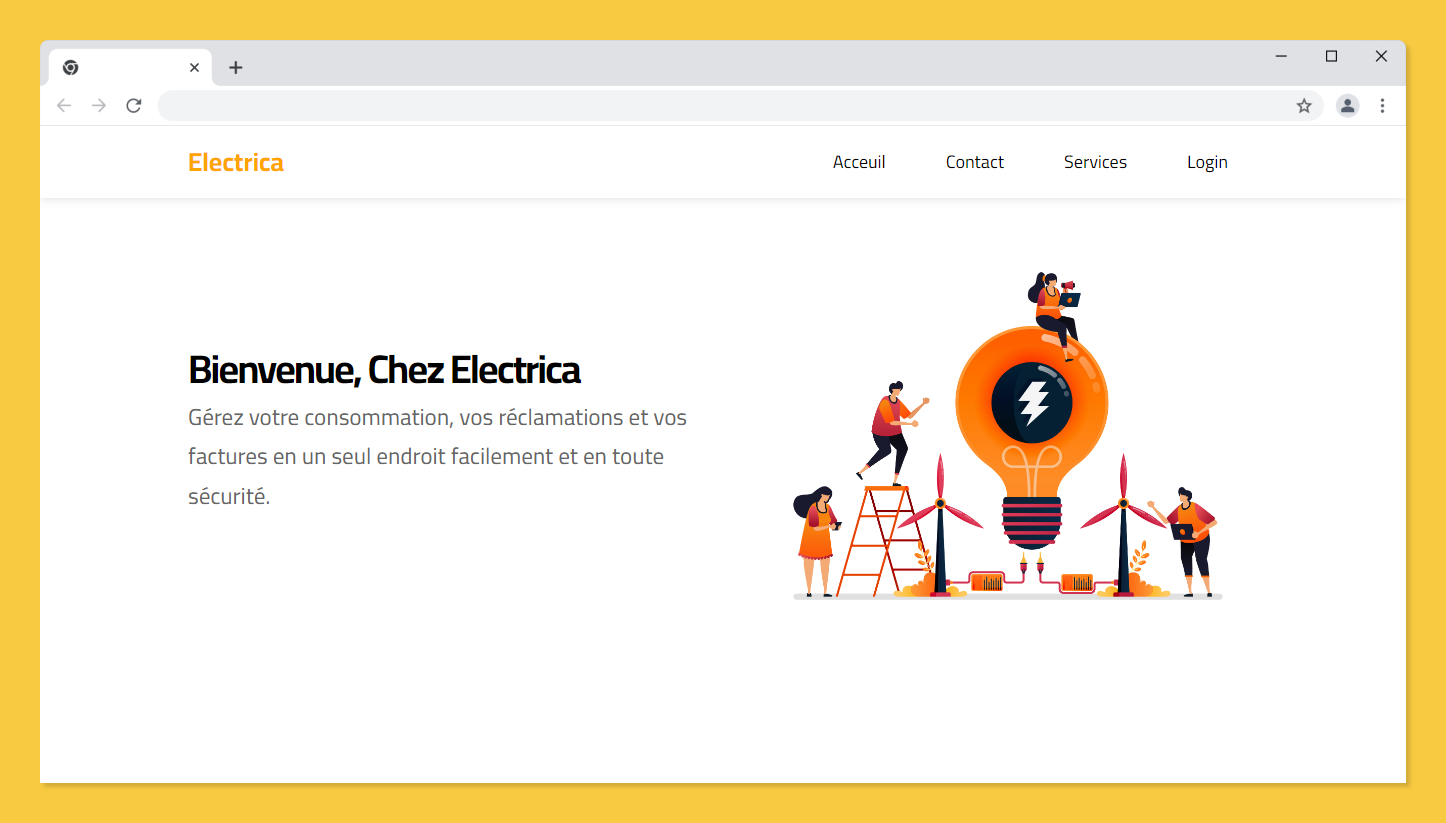 Electrica
Acceuil Contact Services Login
Bienvenue, Chez Electrica
Gérez votre consommation, vos réclamations et vos
factures en un seul endroit facilement et en toute
sécurité.